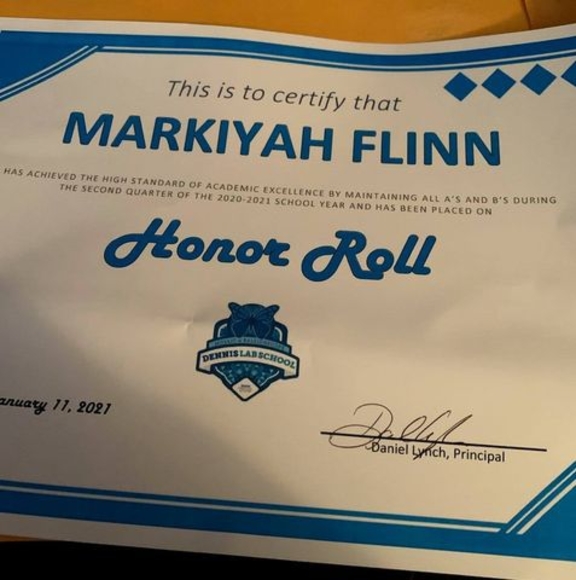 This is to certify that
MARKIYAH FLINN
HAS ACHIEVED THE HIGH STANDARD OF ACADEMIC EXCELLENCE BY MAINTAINING ALL A'S AND B'S DURING
THE SECOND QUARTER OF THE 2020-2021 SCHOOL YEAR AND HAS BEEN PLACED ON
Honor Roll
DENNIS LAB SCHOOL
anuary 11, 2021
Daniel Lynch, Principal